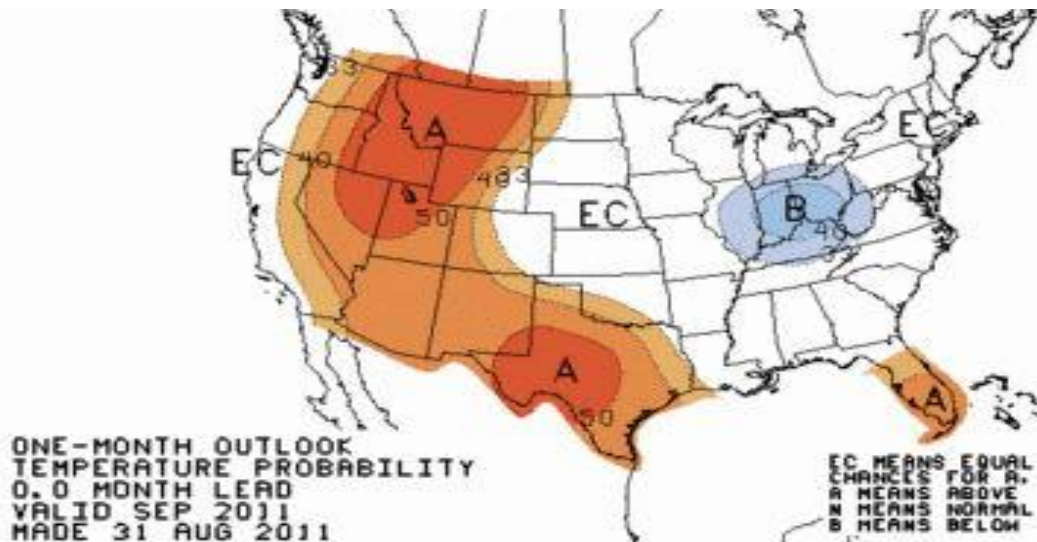 33
A
EC
EC
40
40
33
50
EC
B
40
A
50
A
ONE-MONTH OUTLOOK
TEMPERATURE PROBABILITY
0.0 MONTH LEAD
VALID SEP 2011
MADE 31 AUG 2011
EC MEANS EQUAL
CHANCES FOR A,
A MEANS ABOVE
N MEANS NORMAL
B MEANS BELOW